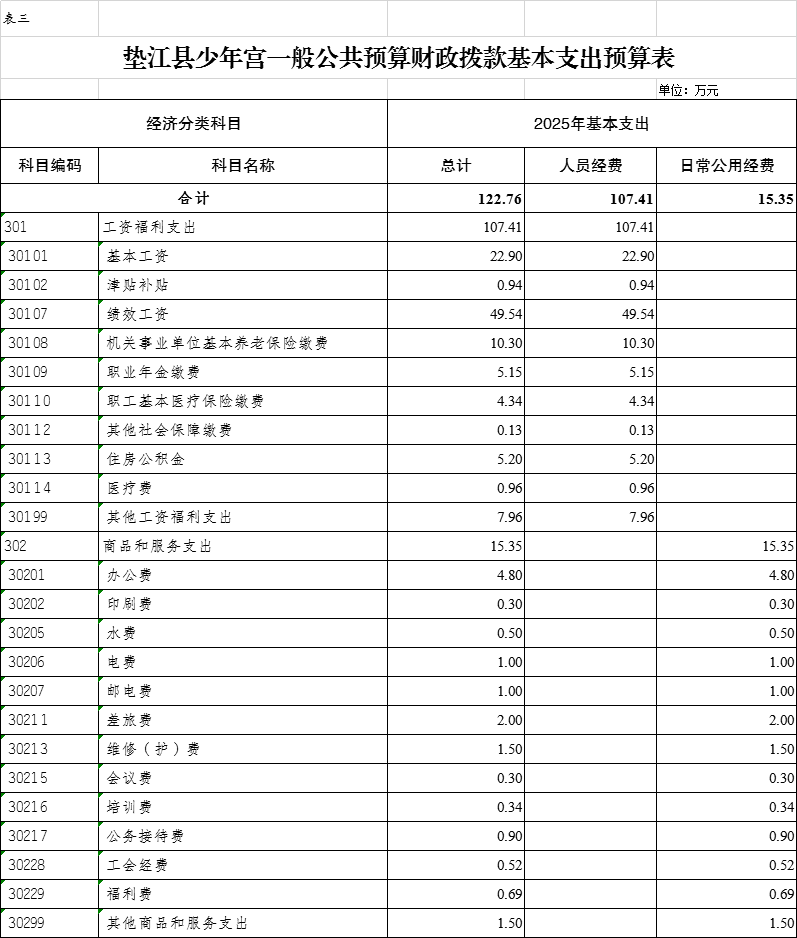 表三
垫江县少年宫一般公共预算财政拨款基本支出预算表
单位：万元
经济分类科目 2025年基本支出
科目编码 科目名称 总计 人员经费 日常公用经费
合计 122.76 107.41 15.35
301 工资福利支出 107.41 107.41
30101 基本工资 22.90 22.90
30102 津贴补贴 0.94 0.94
30107 绩效工资 49.54 49.54
30108 机关事业单位基本养老保险缴费 10.30 10.30
30109 职业年金缴费 5.15 5.15
30110 职工基本医疗保险缴费 4.34 4.34
30112 其他社会保障缴费 0.13 0.13
30113 住房公积金 5.20 5.20
30114 医疗费 0.96 0.96
30199 其他工资福利支出 7.96 7.96
302 商品和服务支出 15.35 15.35
30201 办公费 4.80 4.80
30202 印刷费 0.30 0.30
30205 水费 0.50 0.50
30206 电费 1.00 1.00
30207 邮电费 1.00 1.00
30211 差旅费 2.00 2.00
30213 维修（护）费 1.50 1.50
30215 会议费 0.30 0.30
30216 培训费 0.34 0.34
30217 公务接待费 0.90 0.90
30228 工会经费 0.52 0.52
30229 福利费 0.69 0.69
30299 其他商品和服务支出 1.50 1.50